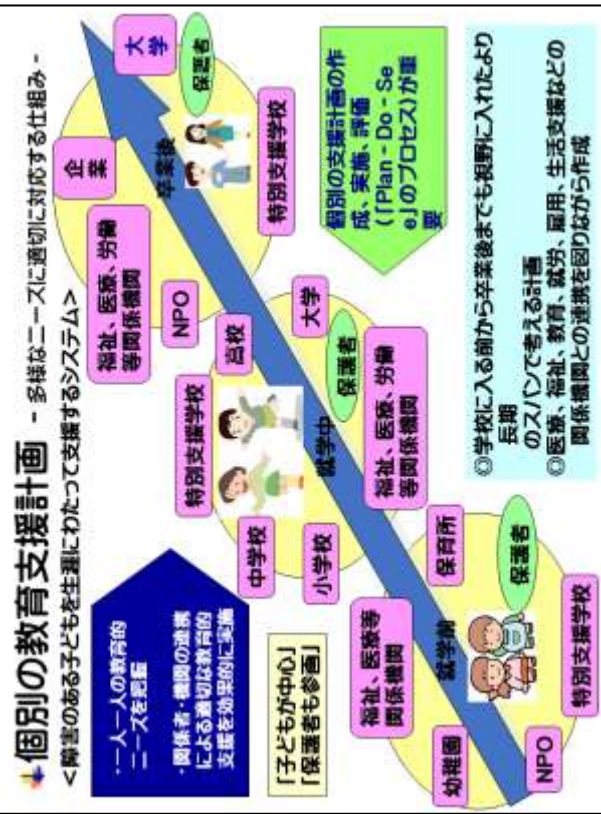 個別の教育支援計画 - 多様なニーズに適切に対応する仕組み -
<障害のある子どもを生涯にわたって支援するシステム>
・一人一人の教育的
ニーズを把握
・関係者・機関の連携
による適切な教育的
支援を効果的に実施
「子どもが中心」
「保護者も参画」
福祉、医療等
関係機関
幼稚園
就学前
保育所
保護者
NPO
特別支援学校
特別支援学校
中学校
小学校
高校
就学中
大学
保護者
福祉、医療、労働
等関係機関
福祉、医療、労働
等関係機関
企業
大学
NPO
卒業後
保護者
特別支援学校
個別の支援計画の作
成、実施、評価
(「Plan-Do-Se
e」のプロセス)が重
要
◎学校に入る前から卒業後までも視野に入れたより
長期
のスパンで考える計画
◎医療、福祉、教育、就労、雇用、生活支援などの
関係機関との連携を図りながら作成